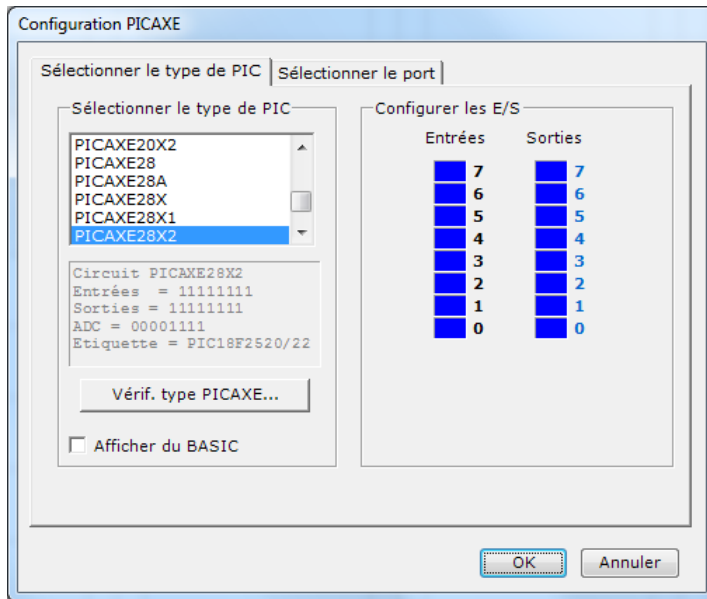 Configuration PICAXE
Sélectionner le type de PIC
Sélectionner le port
Sélectionner le type de PIC
PICAXE20X2
PICAXE28
PICAXE28A
PICAXE28X
PICAXE28X1
PICAXE28X2
Circuit PICAXE28X2
Entrées = 11111111
Sorties = 11111111
ADC = 00001111
Etiquette = PIC18F2520/22
Vérif. type PICAXE...
Afficher du BASIC
Configurer les E/S
Entrées Sorties
7 7
6 6
5 5
4 4
3 3
2 2
1 1
0 0
OK
Annuler